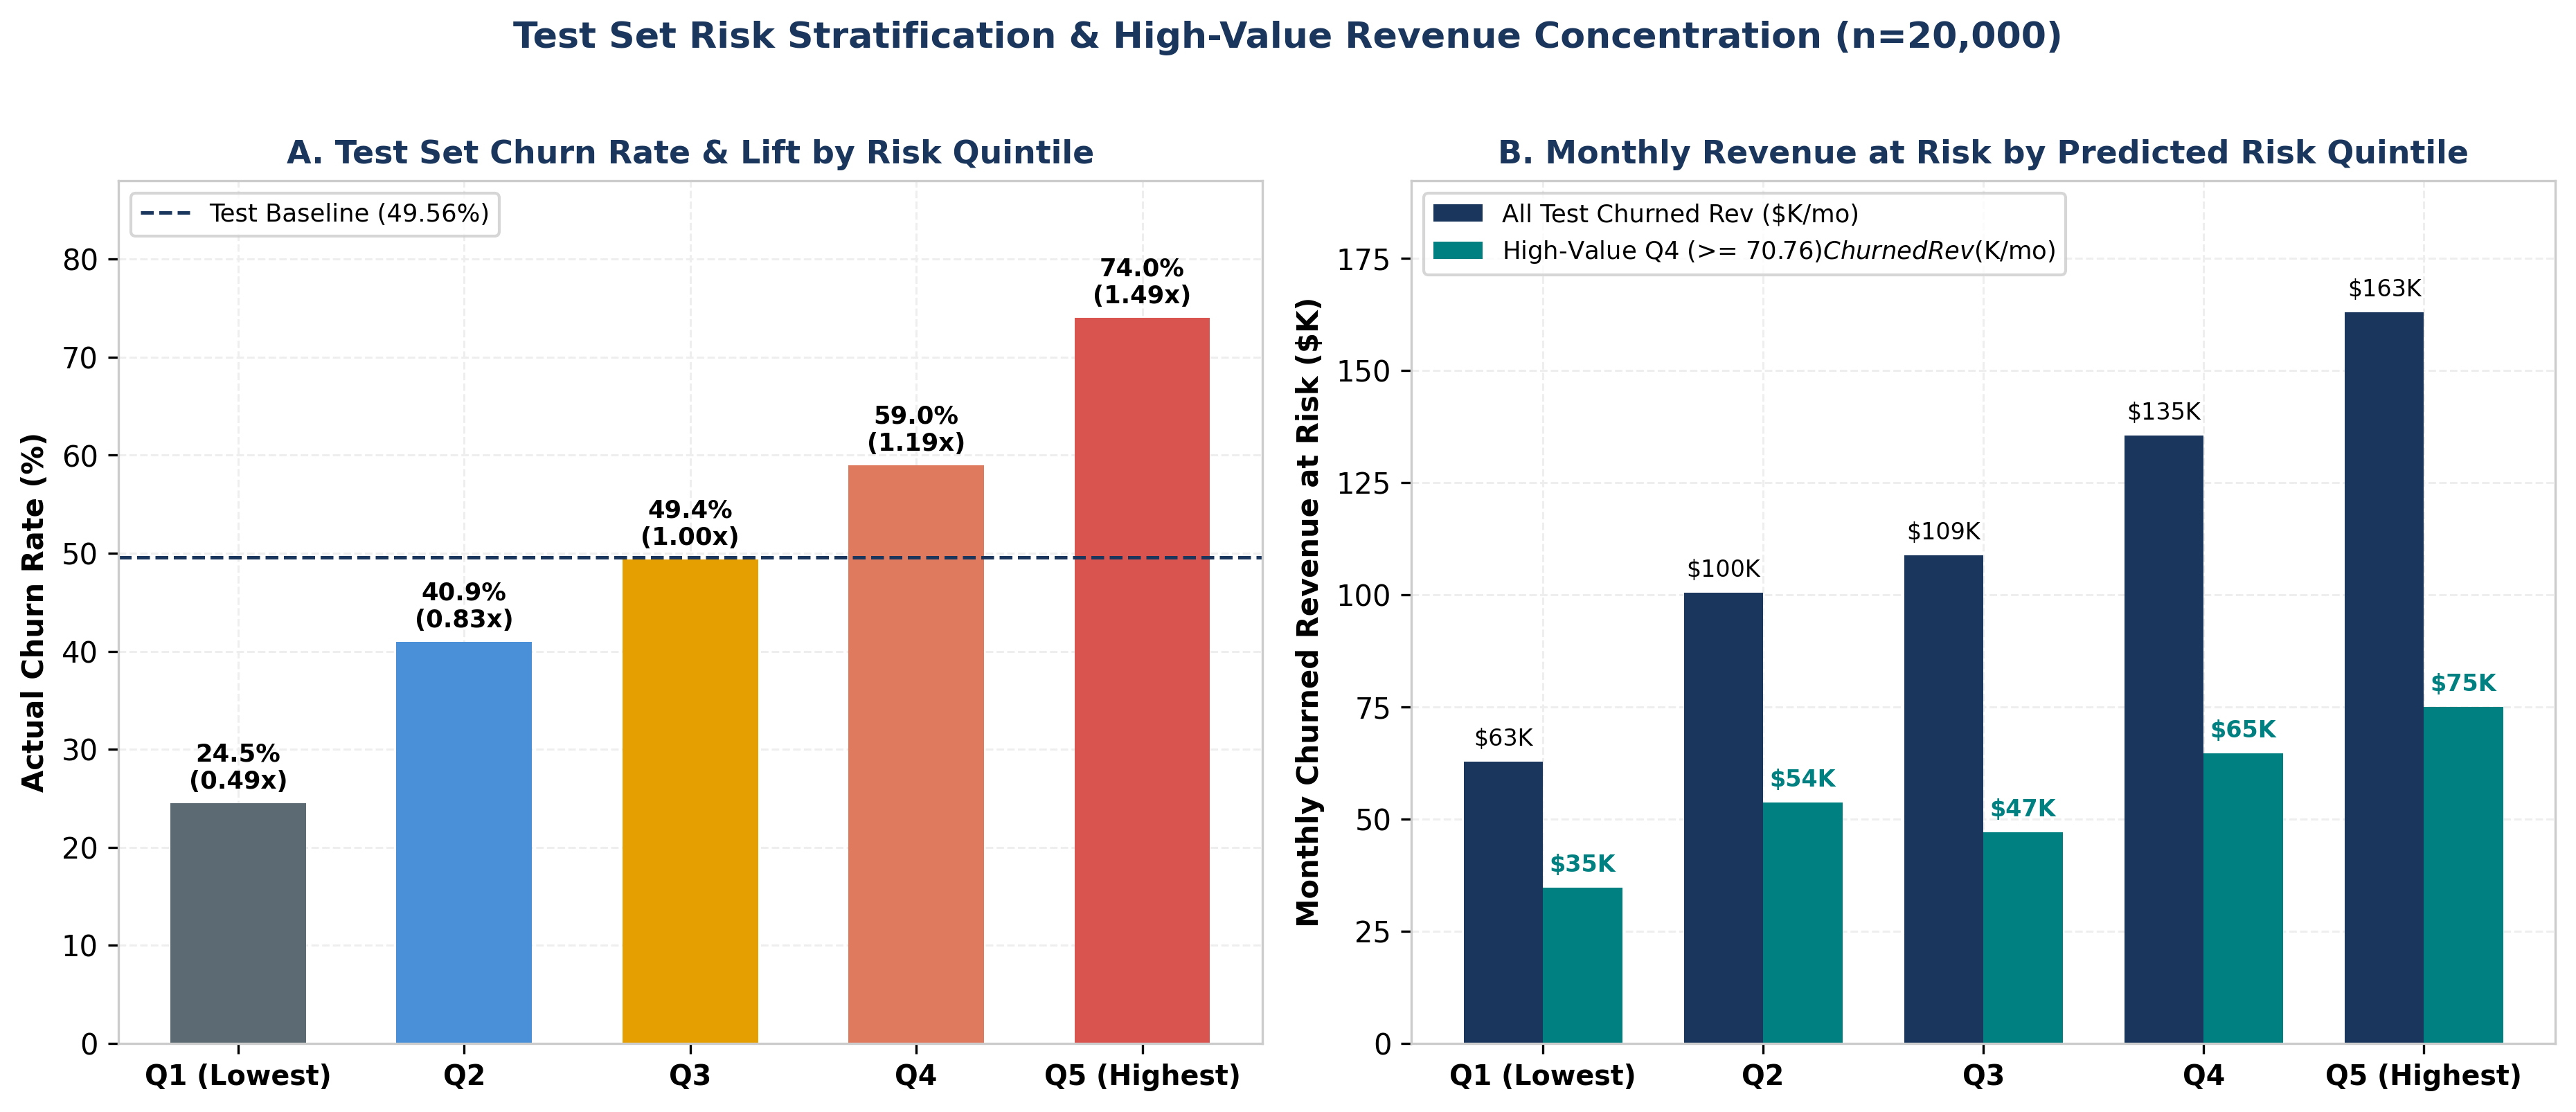 Test Set Risk Stratification & High-Value Revenue Concentration (n=20,000)
A. Test Set Churn Rate & Lift by Risk Quintile
Test Baseline (49.56%)
Actual Churn Rate (%)
80
70
60
50
40
30
20
10
0
24.5%
(0.49x)
40.9%
(0.83x)
49.4%
(1.00x)
59.0%
(1.19x)
74.0%
(1.49x)
Q1 (Lowest)
Q2
Q3
Q4
Q5 (Highest)
B. Monthly Revenue at Risk by Predicted Risk Quintile
All Test Churned Rev ($K/mo)
High-Value Q4 (>= 70.76)ChurnedRev(K/mo)
Monthly Churned Revenue at Risk ($K)
175
150
125
100
75
50
25
0
$63K
$35K
$100K
$54K
$109K
$47K
$135K
$65K
$163K
$75K
Q1 (Lowest)
Q2
Q3
Q4
Q5 (Highest)